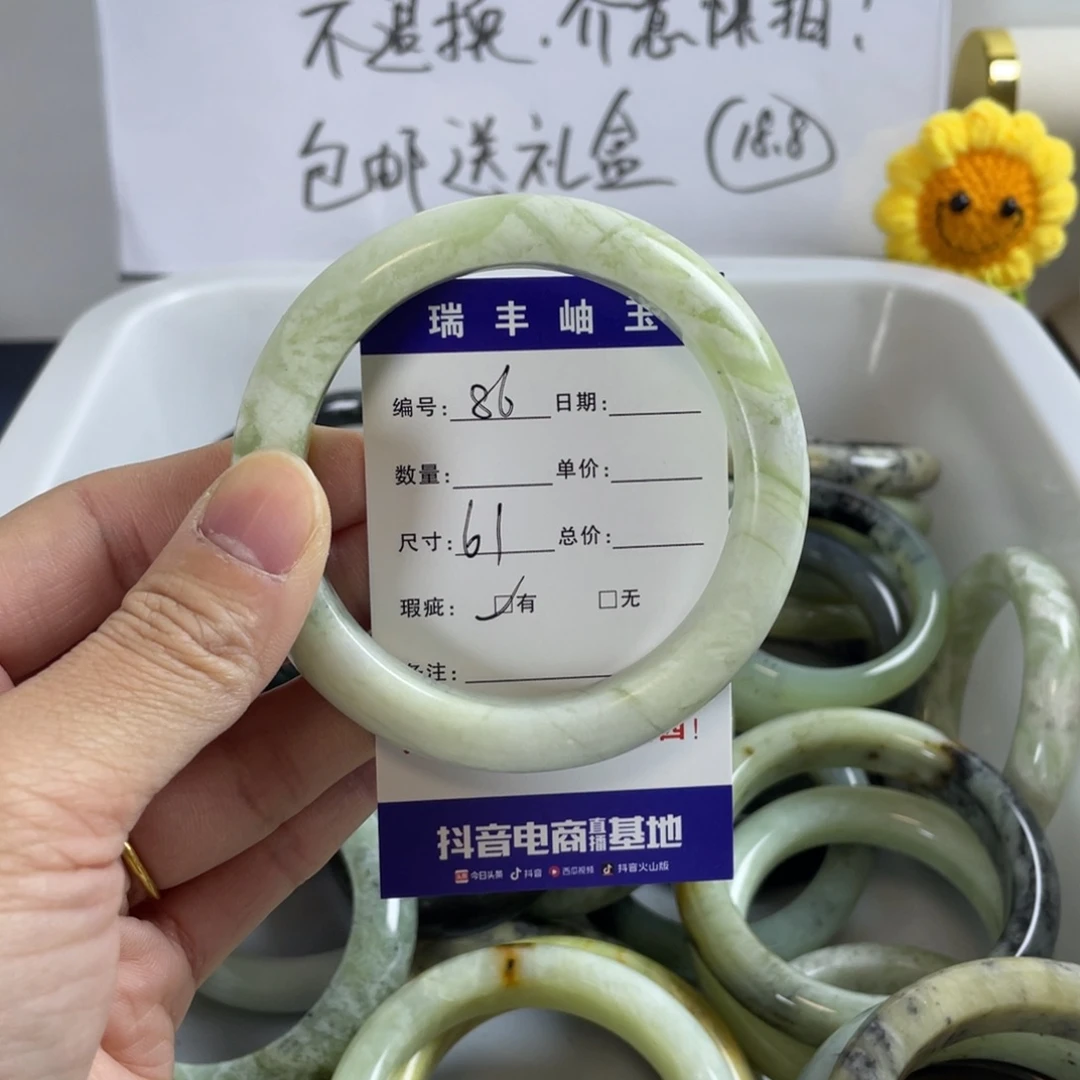 不退换.介意慎拍!
包邮送礼盒 18.8
瑞丰岫玉
编号: 86 日期:
数量: 单价:
尺寸: 61 总价:
瑕疵: □有 □无
备注:
!
抖音电商直播基地
今日头条 抖音 西瓜视频 抖音火山版